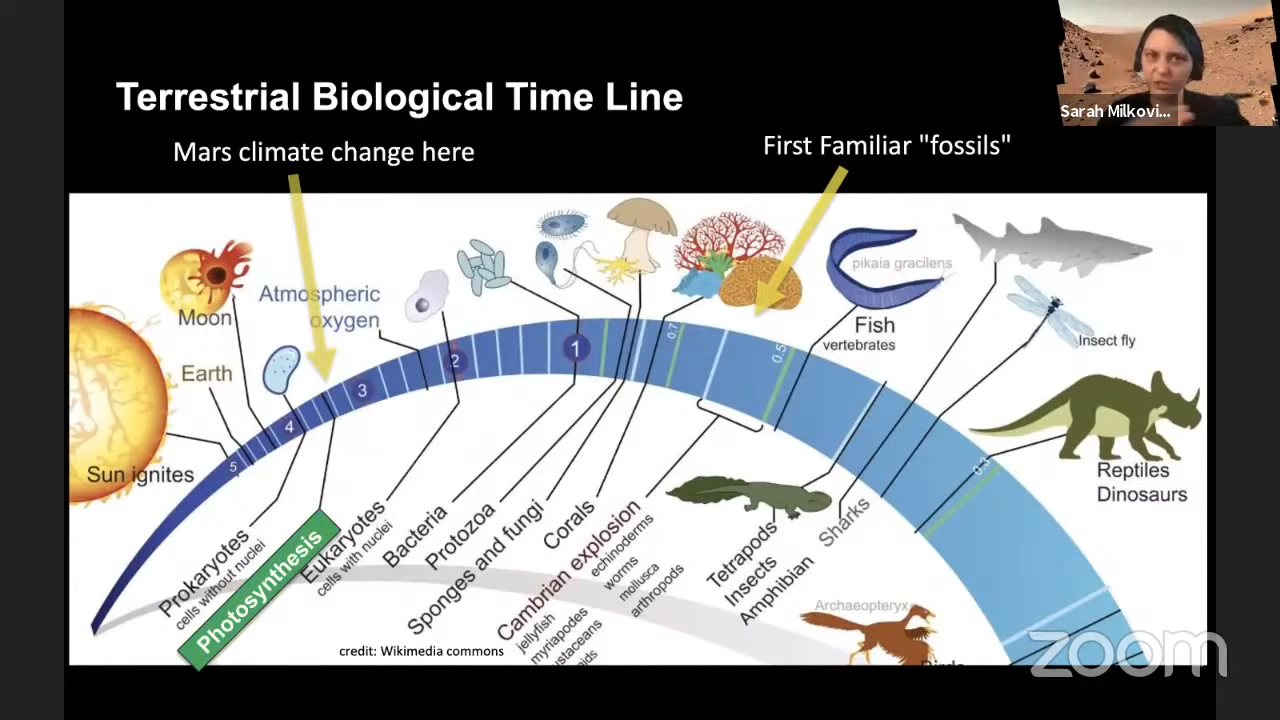 Terrestrial Biological Time Line
Sarah Milkovi...
Mars climate change here
First Familiar "fossils"
pikaia gracilens
Atmospheric
oxygen
Moon
Fish
vertebrates
Insect fly
Earth
Sun ignites
5
4
3
2
1
0.7
0.5
0.3
Reptiles
Dinosaurs
Prokaryotes
cells without nuclei
Photosynthesis
Eukaryotes
cells with nuclei
Bacteria
Protozoa
Sponges and fungi
Corals
Cambrian explosion
echinoderms
worms
mollusca
arthropods
jellyfish
myriapodes
Tetrapods
Insects
Amphibian
Sharks
Archaeopteryx
Birds
credit: Wikimedia commons
zoom